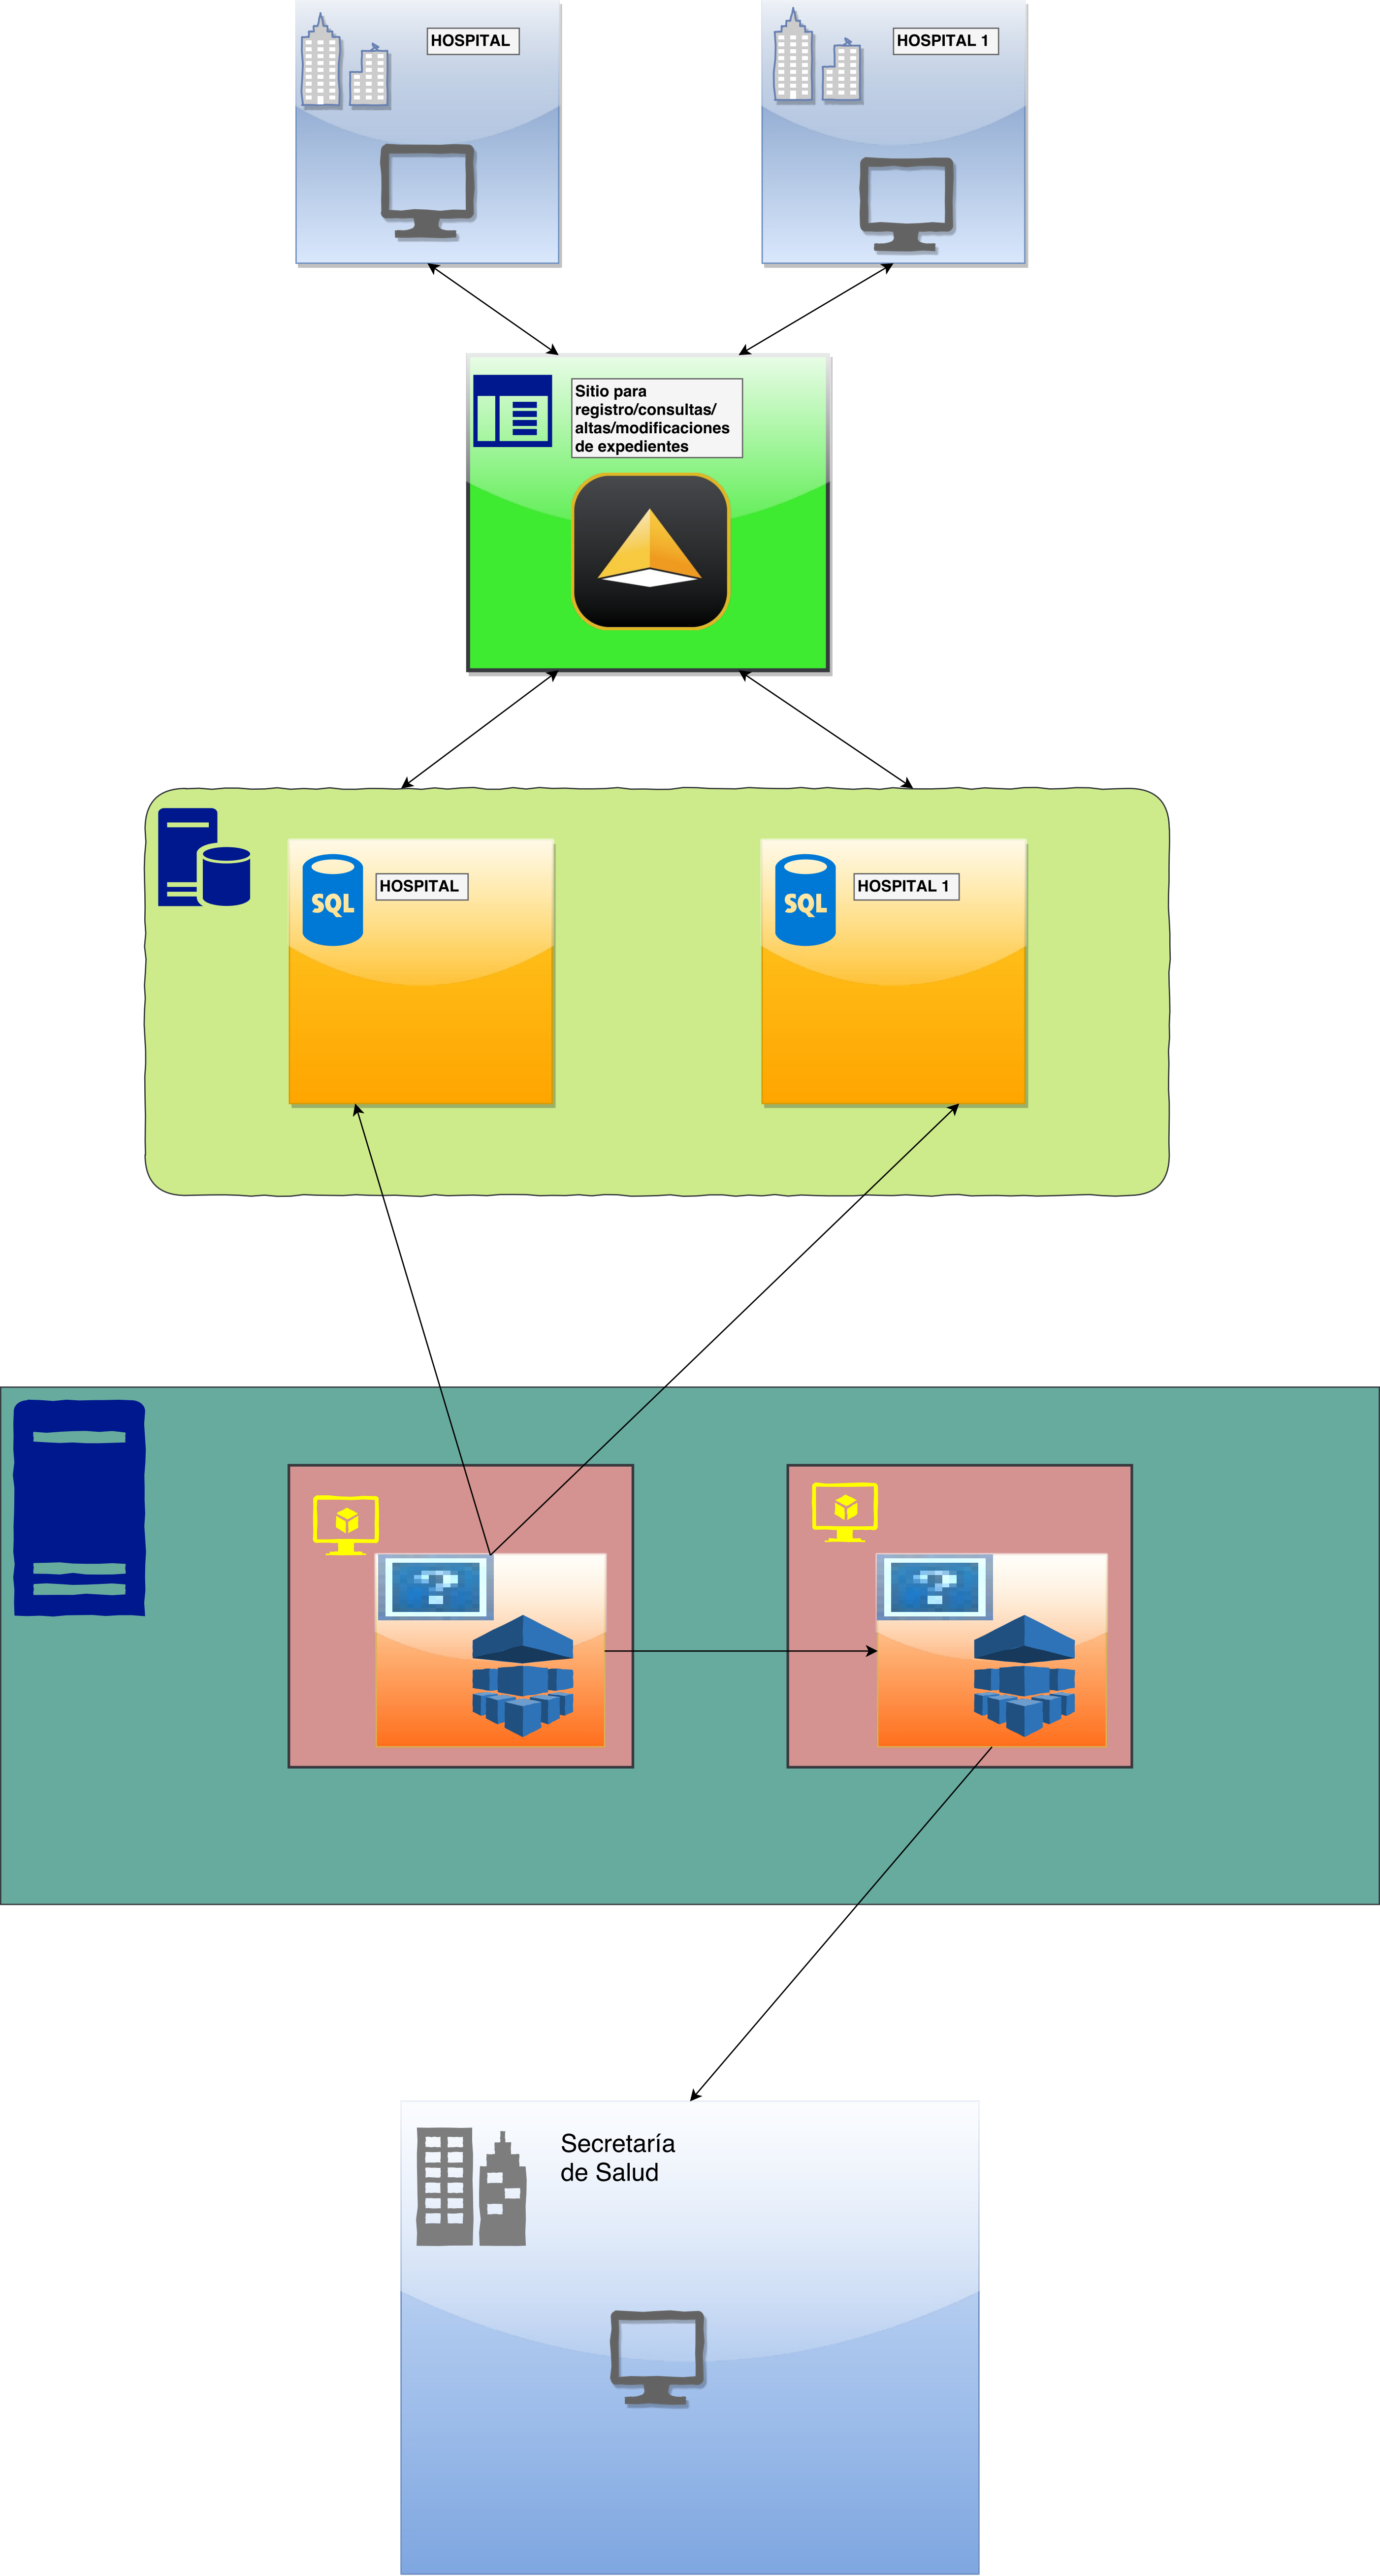 HOSPITAL
HOSPITAL 1
Sitio para
registro/consultas/
altas/modificaciones
de expedientes
SQL
HOSPITAL
SQL
HOSPITAL 1
?
?
Secretaría
de Salud